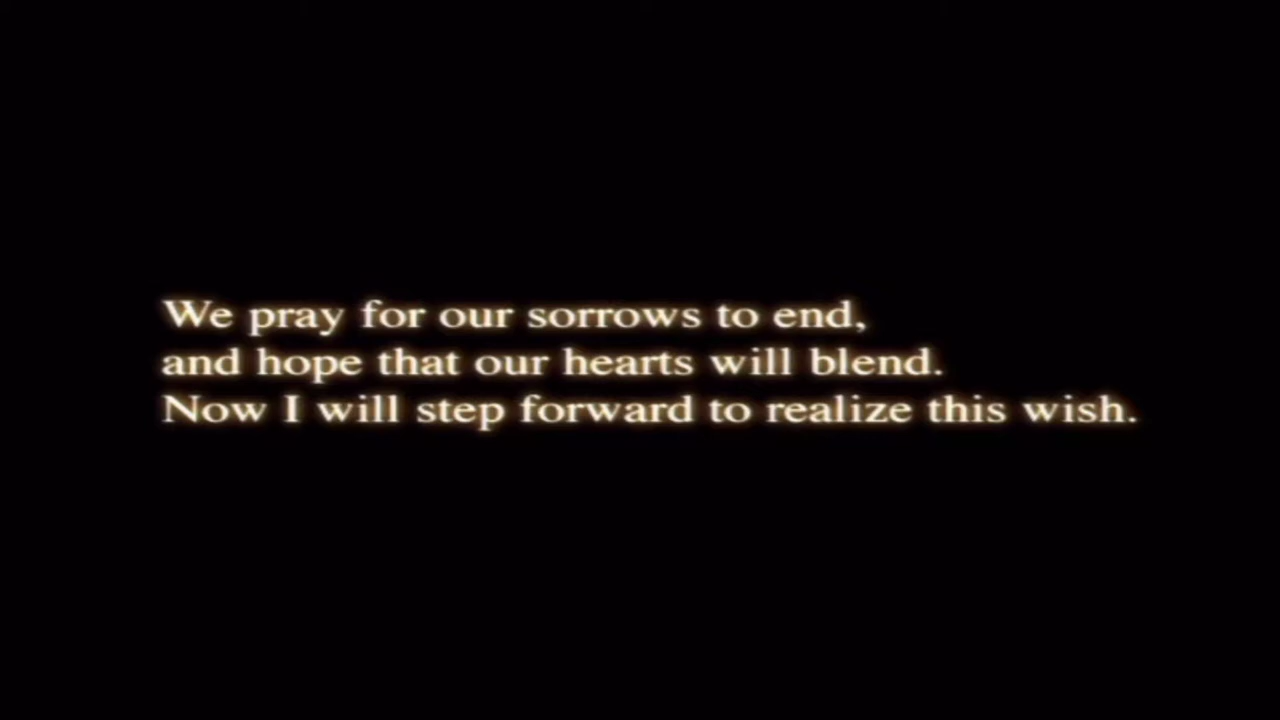 We pray for our sorrows to end,
and hope that our hearts will blend.
Now I will step forward to realize this wish.